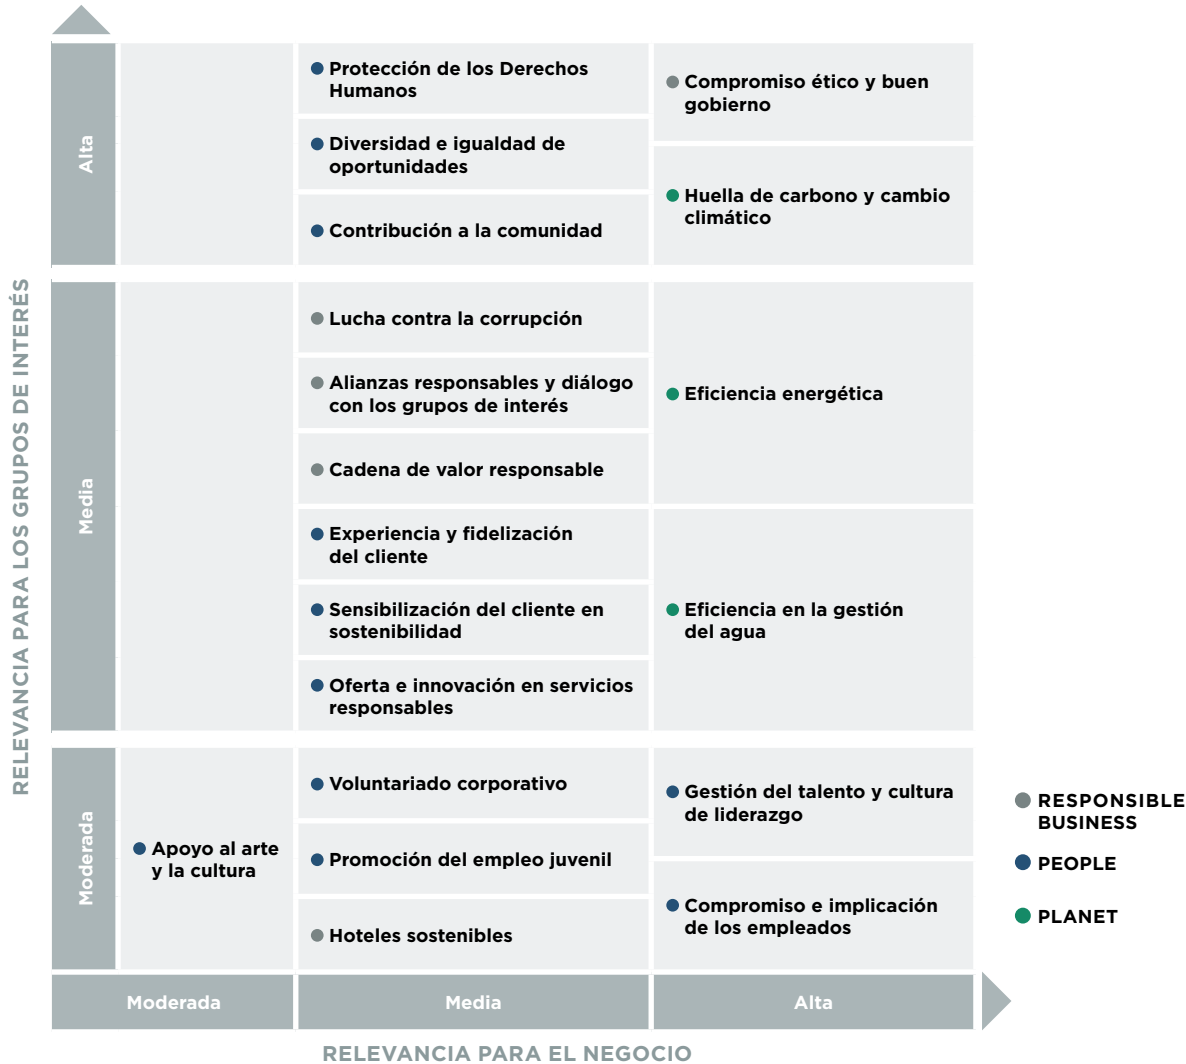 RELEVANCIA PARA LOS GRUPOS DE INTERÉS
Alta
Protección de los Derechos
Humanos
Diversidad e igualdad de
oportunidades
Contribución a la comunidad
Compromiso ético y buen
gobierno
Huella de carbono y cambio
climático
Media
Lucha contra la corrupción
Alianzas responsables y diálogo
con los grupos de interés
Cadena de valor responsable
Experiencia y fidelización
del cliente
Sensibilización del cliente en
sostenibilidad
Oferta e innovación en servicios
responsables
Eficiencia energética
Eficiencia en la gestión
del agua
Moderada
Apoyo al arte
y la cultura
Voluntariado corporativo
Promoción del empleo juvenil
Hoteles sostenibles
Gestión del talento y cultura
de liderazgo
Compromiso e implicación
de los empleados
RESPONSIBLE
BUSINESS
PEOPLE
PLANET
Moderada
Media
Alta
RELEVANCIA PARA EL NEGOCIO